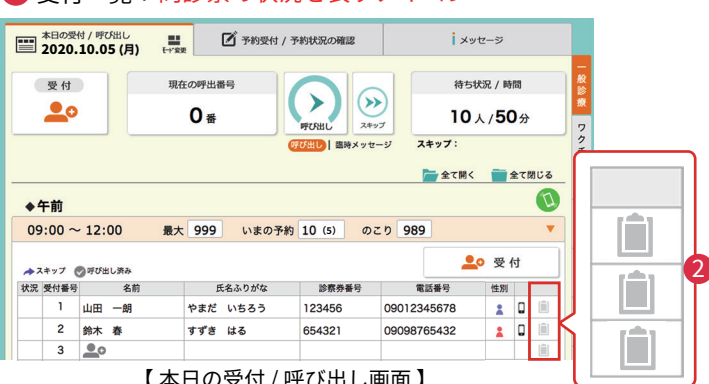 本日の受付 / 呼び出し
2020.10.05 (月)
ﾓｰﾄﾞ変更
予約受付 / 予約状況の確認
メッセージ
受 付
現在の呼出番号
0番
呼び出し
スキップ
呼び出し
臨時メッセージ
待ち状況 / 時間
10人 /50分
スキップ :
一般診療
ワク
全て開く
全て閉じる
◆午前
09:00 ~ 12:00
最大 999
いまの予約 10 (5)
のこり 989
受 付
スキップ
呼び出し済み
状況 受付番号 名前 氏名ふりがな 診察券番号 電話番号 性別
1 山田 一朗 やまだ いちろう 123456 09012345678
2 鈴木 春 すずき はる 654321 09098765432
3
2
【 本日の受付 / 呼び出し画面 】